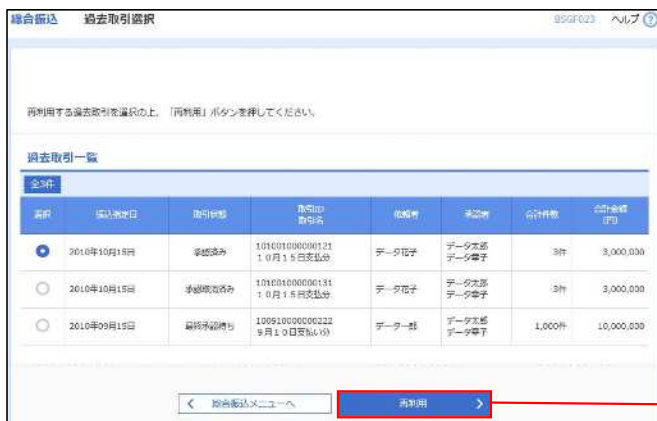 総合振込 過去取引選択 BSGF023 ヘルプ ?
再利用する過去取引を選択の上、「再利用」ボタンを押してください。
過去取引一覧
全3件
選択 振込指定日 取引状態 取引ID 取引名 依頼者 承認者 合計件数 合計金額(円)
2010年10月15日 承認済み 101001000000121 10月15日支払分 データ花子 データ太郎 データ幸子 3件 3,000,000
2010年10月15日 承認取消済み 101001000000131 10月15日支払分 データ花子 データ太郎 データ幸子 3件 3,000,000
2010年09月15日 最終承認待ち 100910000000222 9月10日支払い分 データ一郎 データ太郎 データ幸子 1,000件 10,000,000
総合振込メニューへ 再利用